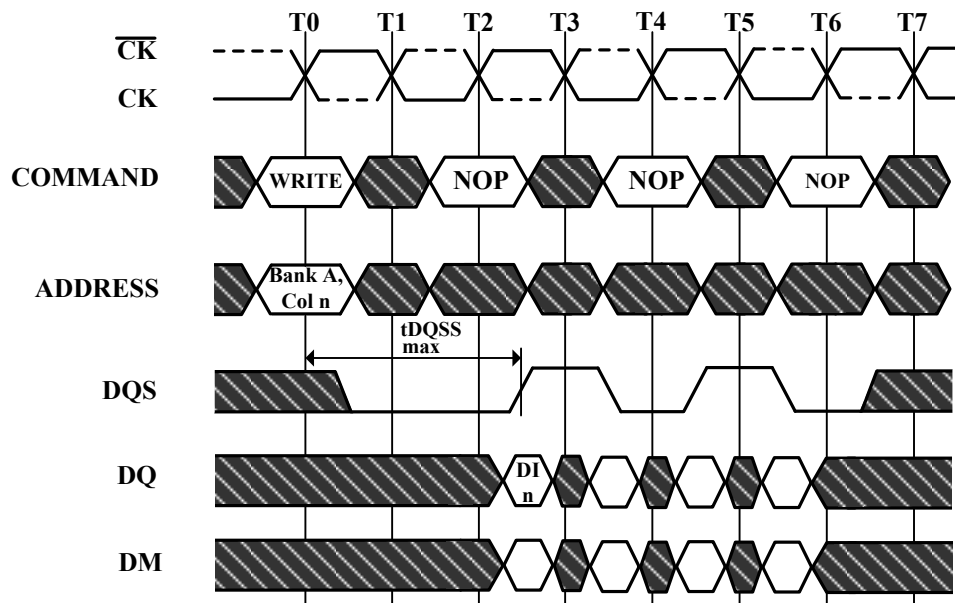 T0 T1 T2 T3 T4 T5 T6 T7
CK
CK
COMMAND WRITE NOP NOP NOP
ADDRESS Bank A,
Col n
tDQSS
max
DQS
DQ DI
n
DM